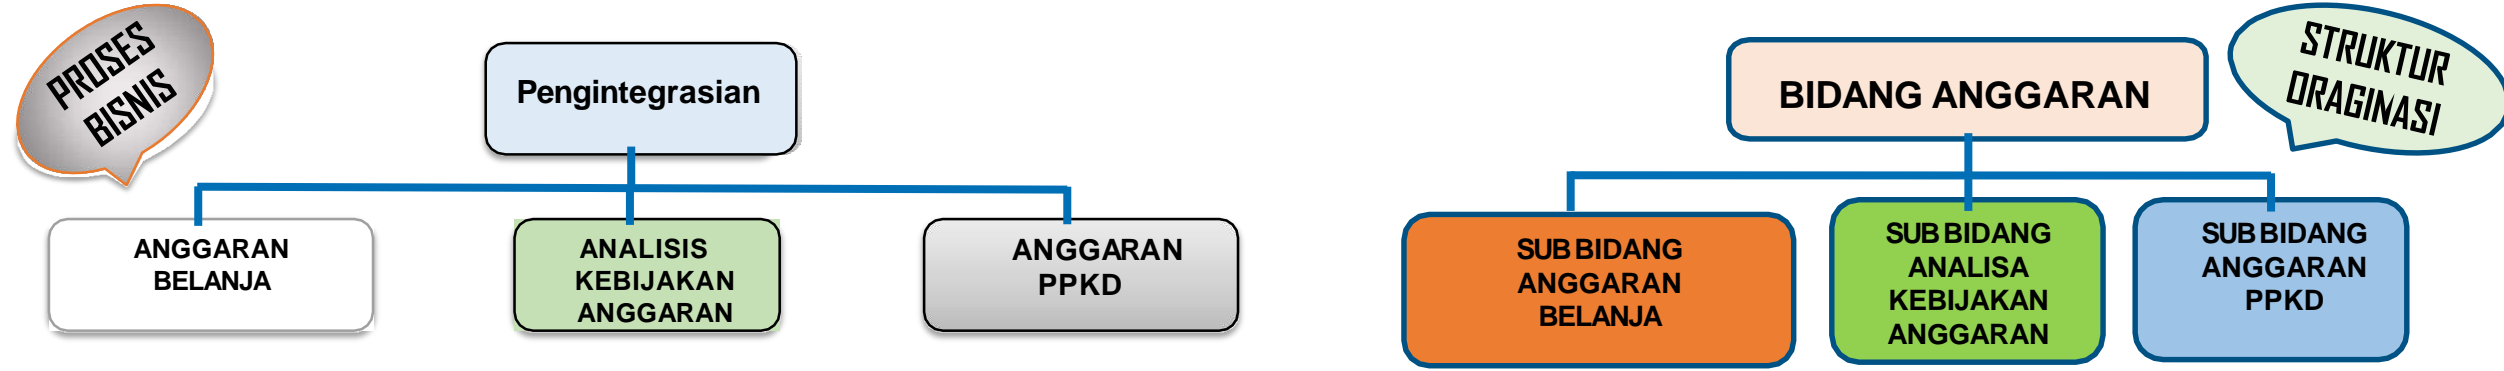 PROSES
BISNIS
Pengintegrasian
ANGGARAN
BELANJA
ANALISIS
KEBIJAKAN
ANGGARAN
ANGGARAN
PPKD
BIDANG ANGGARAN
STRUKTUR
ORAGINASI
SUB BIDANG
ANGGARAN
BELANJA
SUB BIDANG
ANALISA
KEBIJAKAN
ANGGARAN
SUB BIDANG
ANGGARAN
PPKD